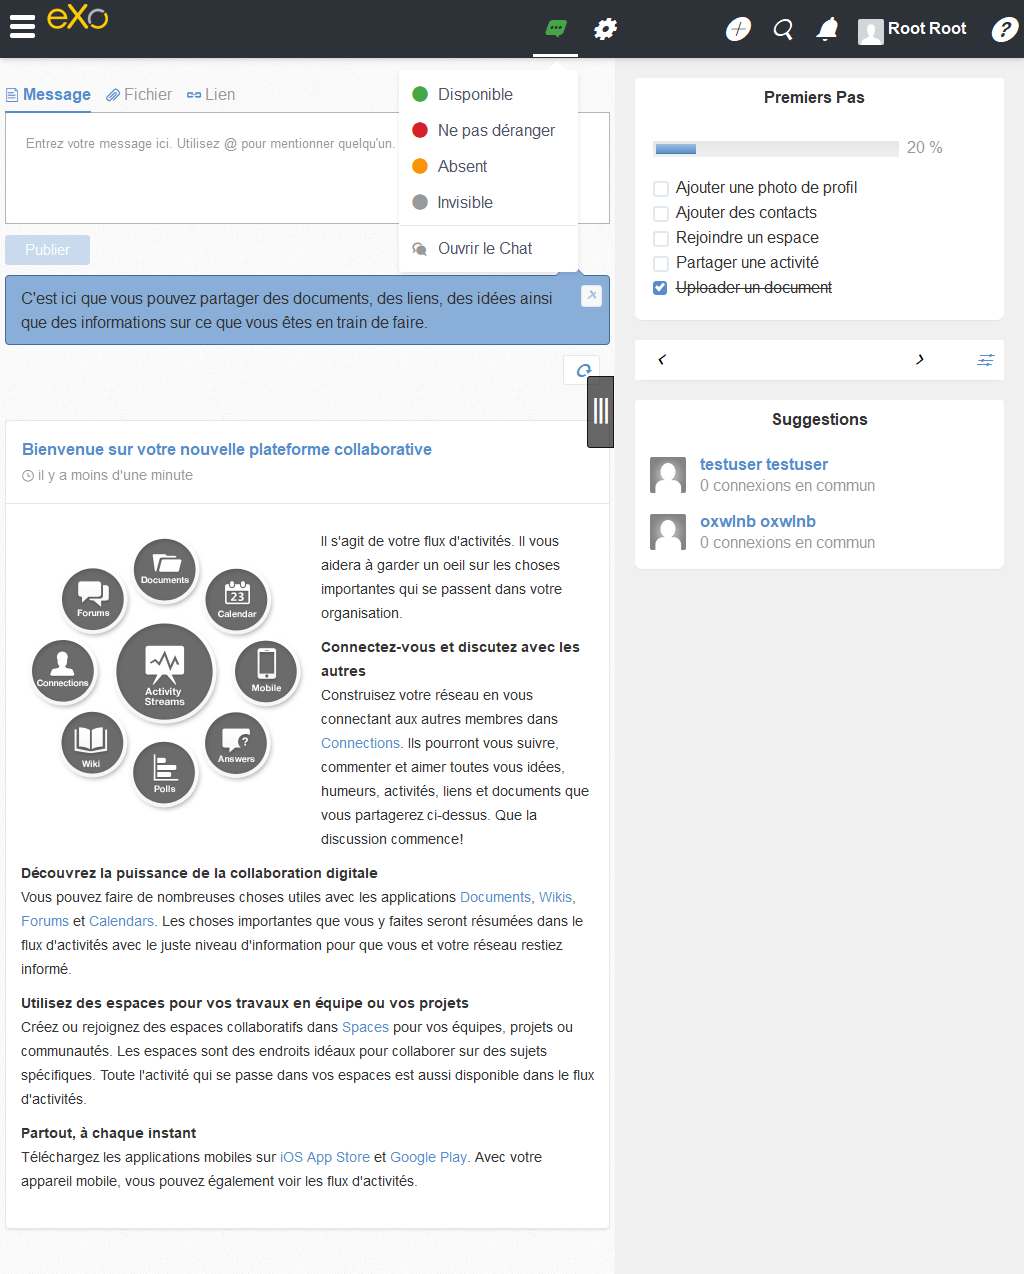 eXo
Root Root
?
Message
Fichier
Lien
Entrez votre message ici. Utilisez @ pour mentionner quelqu'un.
Disponible
Ne pas déranger
Absent
Invisible
Ouvrir le Chat
Publier
C'est ici que vous pouvez partager des documents, des liens, des idées ainsi
que des informations sur ce que vous êtes en train de faire.
Bienvenue sur votre nouvelle plateforme collaborative
il y a moins d'une minute
Documents
Forums
23
Calendar
Connections
Activity
Streams
Mobile
Wiki
?
Answers
Polls
Il s'agit de votre flux d'activités. Il vous
aidera à garder un oeil sur les choses
importantes qui se passent dans votre
organisation.
Connectez-vous et discutez avec les
autres
Construisez votre réseau en vous
connectant aux autres membres dans
Connections. Ils pourront vous suivre,
commenter et aimer toutes vous idées,
humeurs, activités, liens et documents que
vous partagerez ci-dessus. Que la
discussion commence!
Découvrez la puissance de la collaboration digitale
Vous pouvez faire de nombreuses choses utiles avec les applications Documents, Wikis,
Forums et Calendars. Les choses importantes que vous y faites seront résumées dans le
flux d'activités avec le juste niveau d'information pour que vous et votre réseau restiez
informé.
Utilisez des espaces pour vos travaux en équipe ou vos projets
Créez ou rejoignez des espaces collaboratifs dans Spaces pour vos équipes, projets ou
communautés. Les espaces sont des endroits idéaux pour collaborer sur des sujets
spécifiques. Toute l'activité qui se passe dans vos espaces est aussi disponible dans le flux
d'activités.
Partout, à chaque instant
Téléchargez les applications mobiles sur iOS App Store et Google Play. Avec votre
appareil mobile, vous pouvez également voir les flux d'activités.
Premiers Pas
20 %
Ajouter une photo de profil
Ajouter des contacts
Rejoindre un espace
Partager une activité
Uploader un document
Suggestions
testuser testuser
0 connexions en commun
oxwlnb oxwlnb
0 connexions en commun